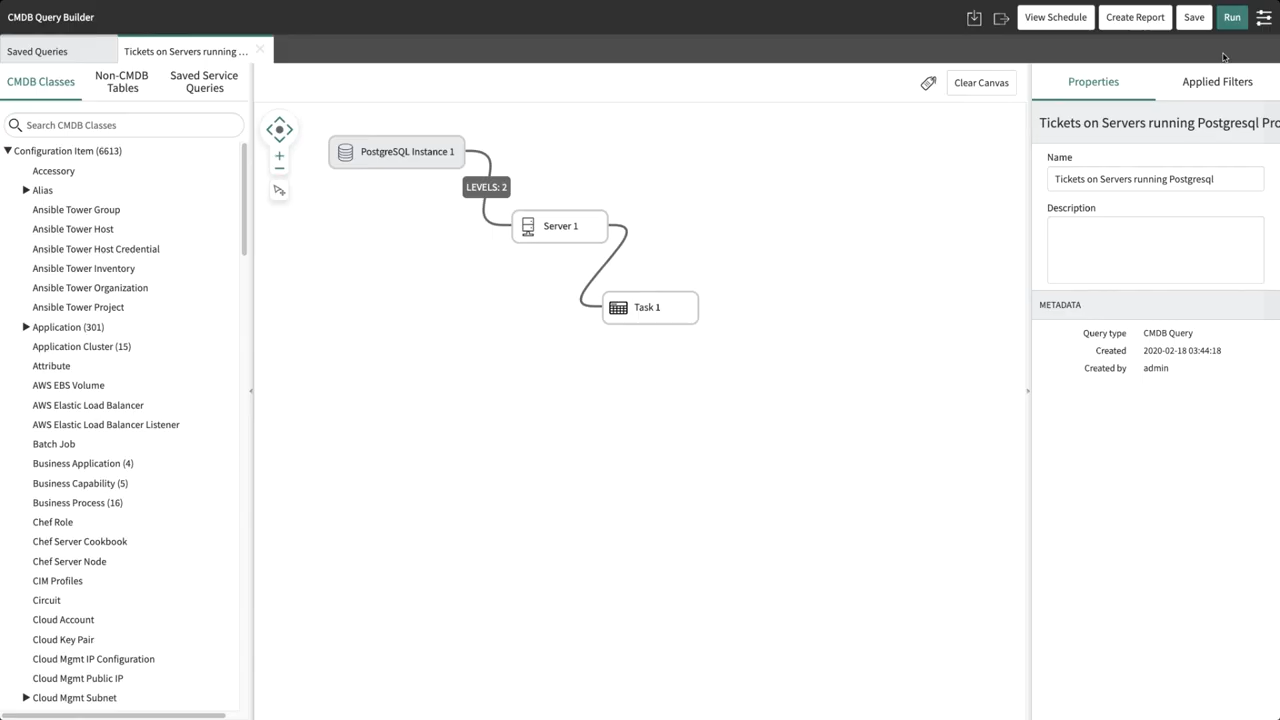 CMDB Query Builder
View Schedule
Create Report
Save
Run
Saved Queries
Tickets on Servers running ...
CMDB Classes
Non-CMDB
Tables
Saved Service
Queries
Clear Canvas
Properties
Applied Filters
Search CMDB Classes
Configuration Item (6613)
Accessory
Alias
Ansible Tower Group
Ansible Tower Host
Ansible Tower Host Credential
Ansible Tower Inventory
Ansible Tower Organization
Ansible Tower Project
Application (301)
Application Cluster (15)
Attribute
AWS EBS Volume
AWS Elastic Load Balancer
AWS Elastic Load Balancer Listener
Batch Job
Business Application (4)
Business Capability (5)
Business Process (16)
Chef Role
Chef Server Cookbook
Chef Server Node
CIM Profiles
Circuit
Cloud Account
Cloud Key Pair
Cloud Mgmt IP Configuration
Cloud Mgmt Public IP
Cloud Mgmt Subnet
PostgreSQL Instance 1
LEVELS: 2
Server 1
Task 1
Tickets on Servers running Postgresql Pro
Name
Tickets on Servers running Postgresql
Description
METADATA
Query type CMDB Query
Created 2020-02-18 03:44:18
Created by admin